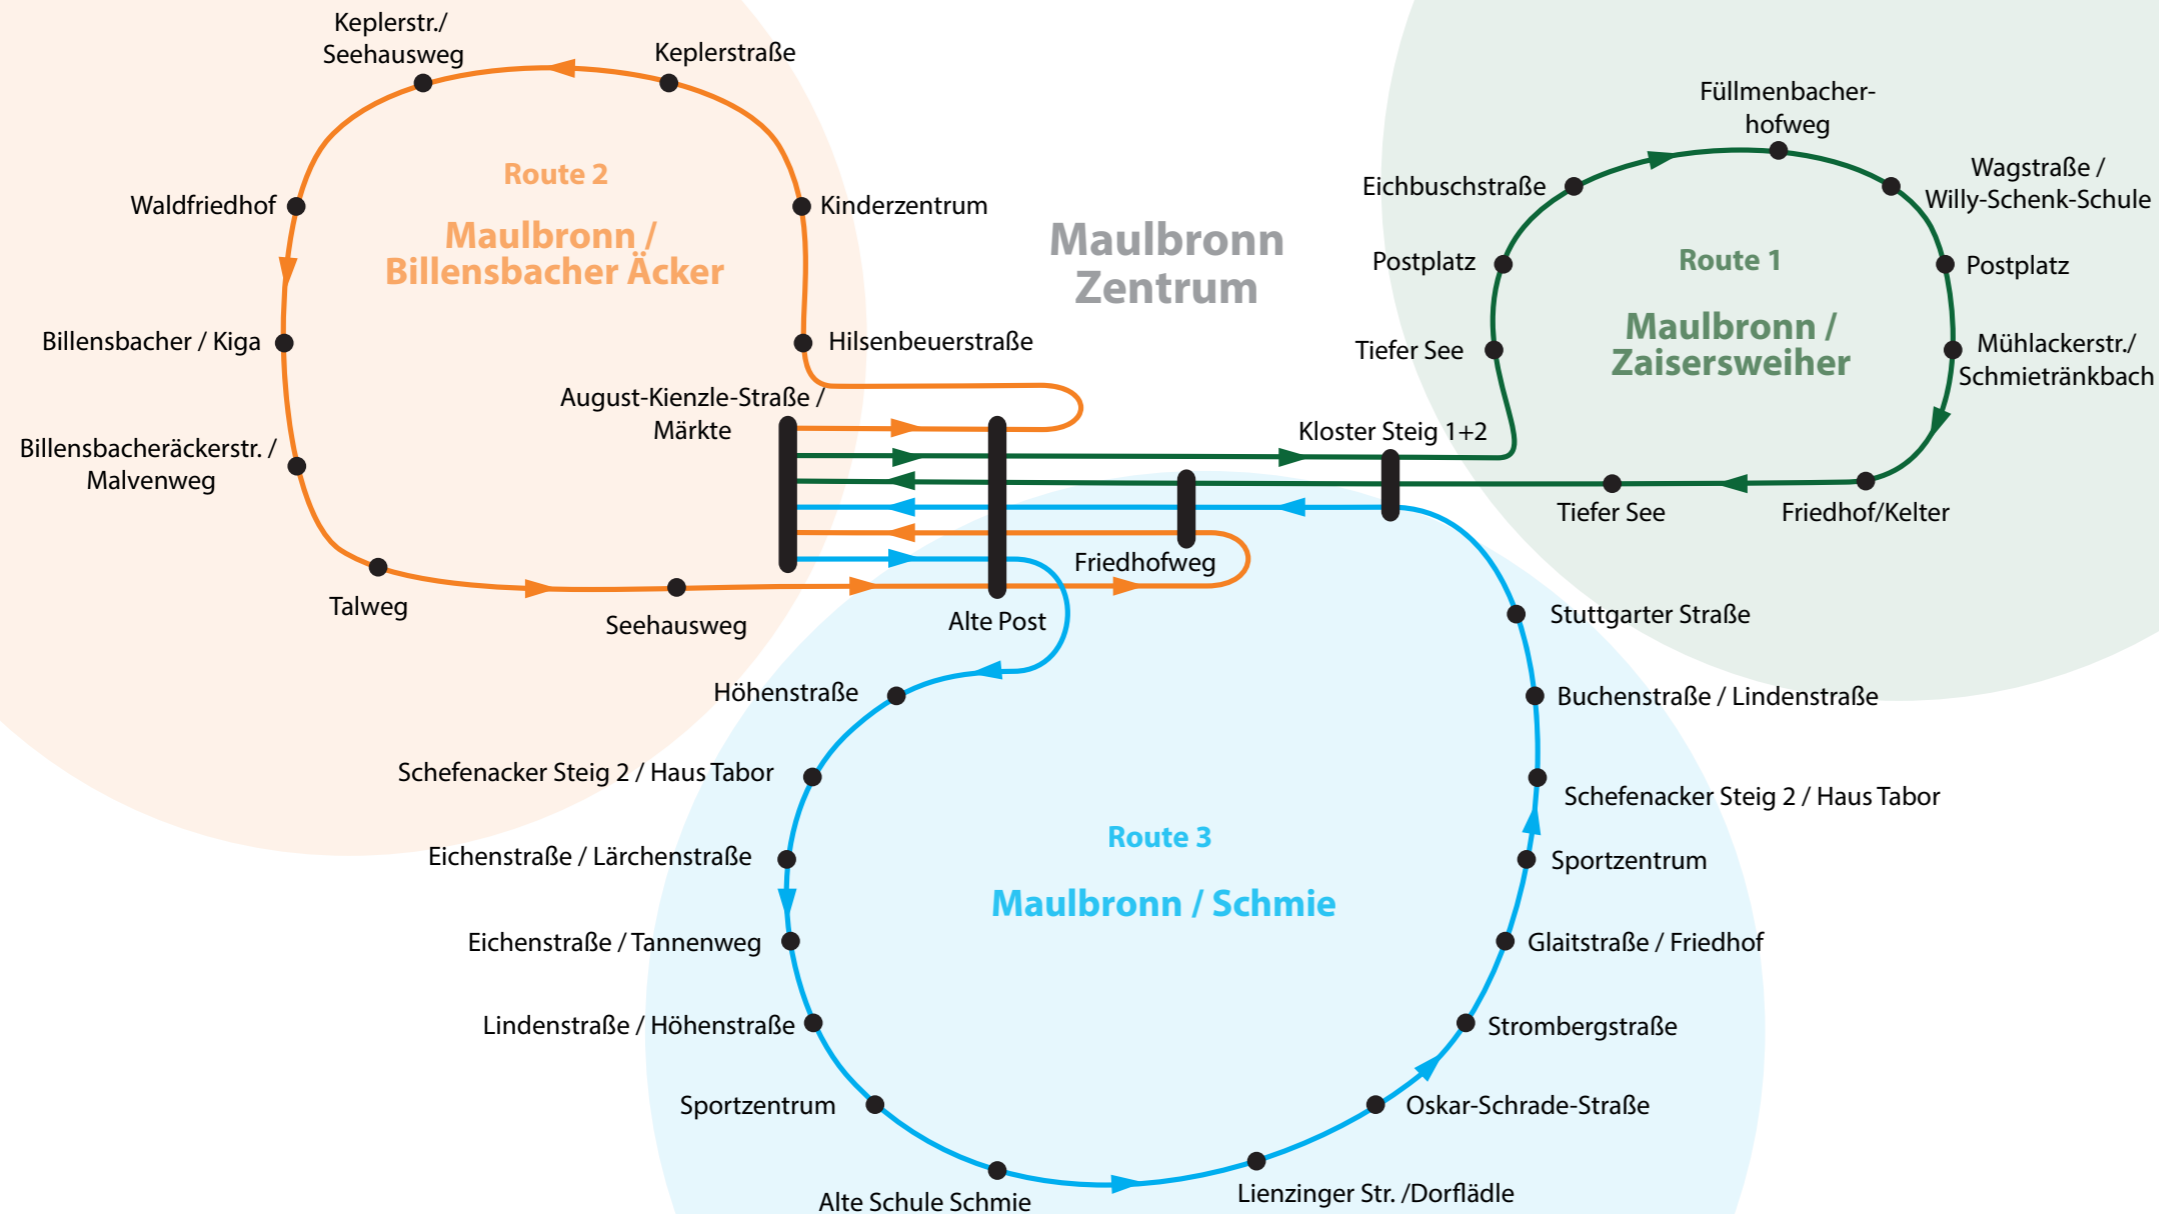 Keplerstr./
Seehausweg
Keplerstraße
Waldfriedhof
Route 2
Maulbronn /
Billensbacher Äcker
Kinderzentrum
Billensbacher / Kiga
Hilsenbeuerstraße
August-Kienzle-Straße /
Märkte
Billensbacheräckerstr. /
Malvenweg
Talweg
Seehausweg
Alte Post
Friedhofweg
Maulbronn
Zentrum
Kloster Steig 1+2
Füllmenbacher-
hofweg
Eichbuschstraße
Wagstraße /
Willy-Schenk-Schule
Postplatz
Route 1
Maulbronn /
Zaisersweiher
Postplatz
Tiefer See
Mühlackerstr./
Schmietränkbach
Tiefer See
Friedhof/Kelter
Höhenstraße
Schefenacker Steig 2 / Haus Tabor
Eichenstraße / Lärchenstraße
Eichenstraße / Tannenweg
Lindenstraße / Höhenstraße
Sportzentrum
Alte Schule Schmie
Route 3
Maulbronn / Schmie
Stuttgarter Straße
Buchenstraße / Lindenstraße
Schefenacker Steig 2 / Haus Tabor
Sportzentrum
Glaitstraße / Friedhof
Strombergstraße
Oskar-Schrade-Straße
Lienzinger Str. /Dorflädle